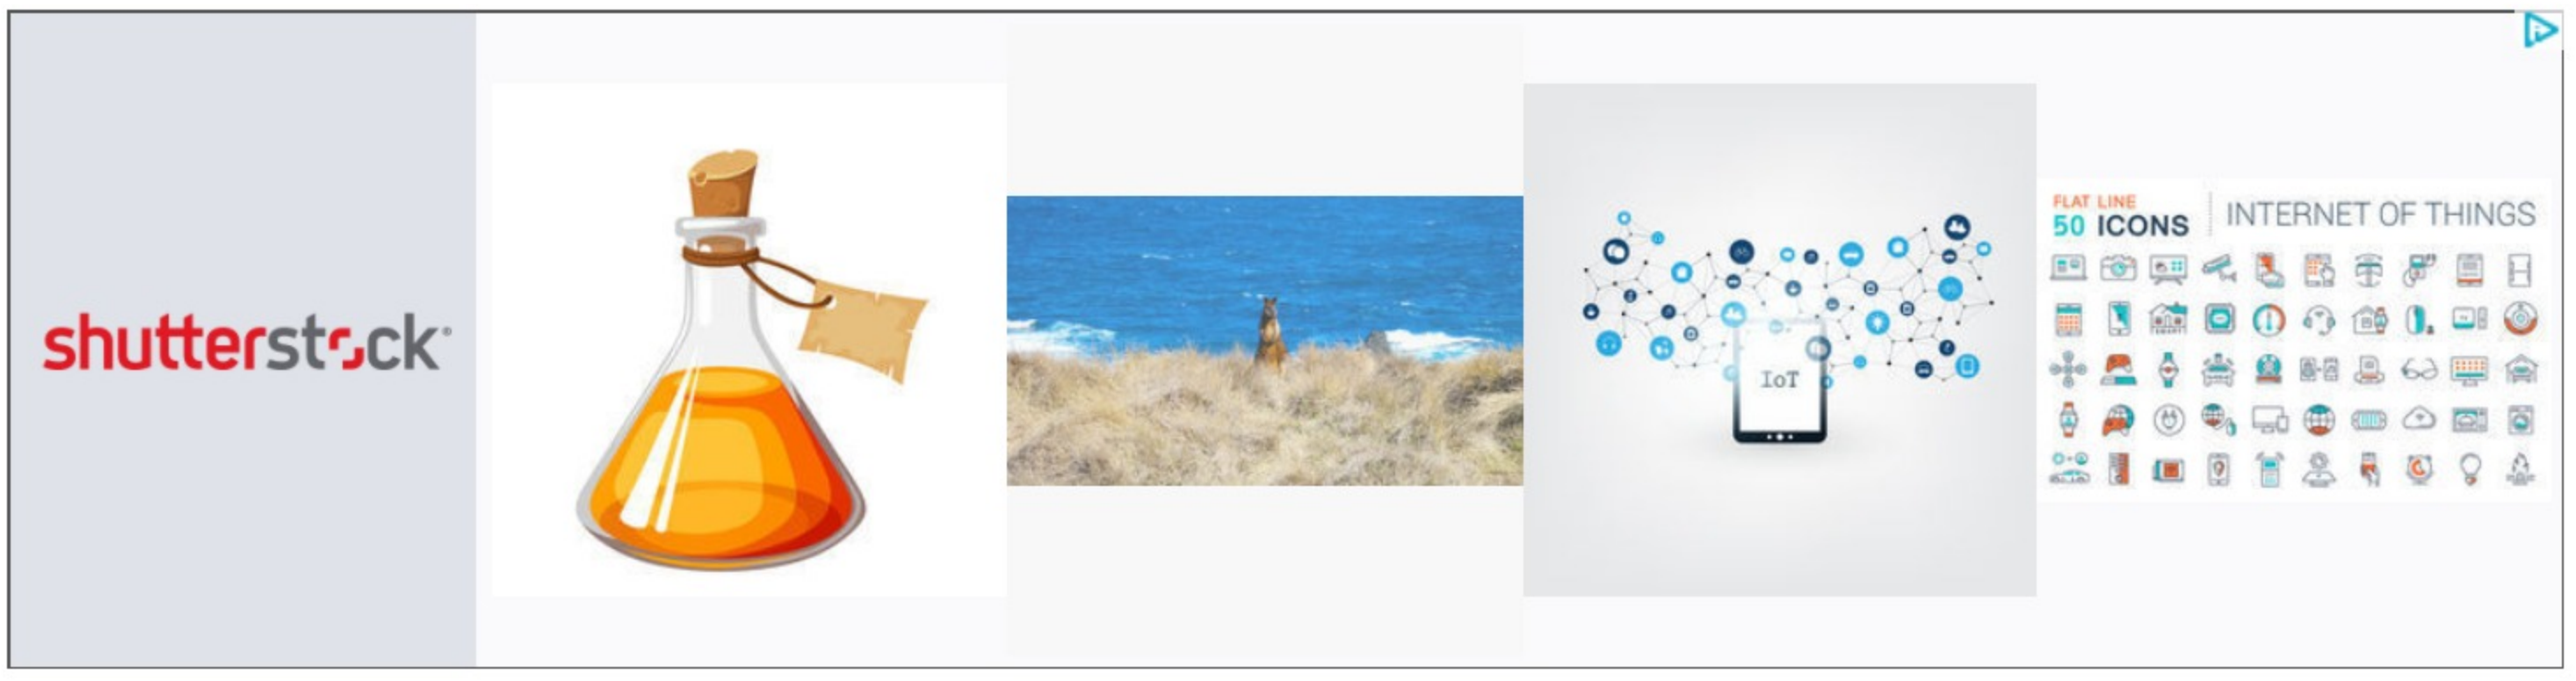 shutterstock®
IoT
FLAT LINE
50 ICONS
INTERNET OF THINGS